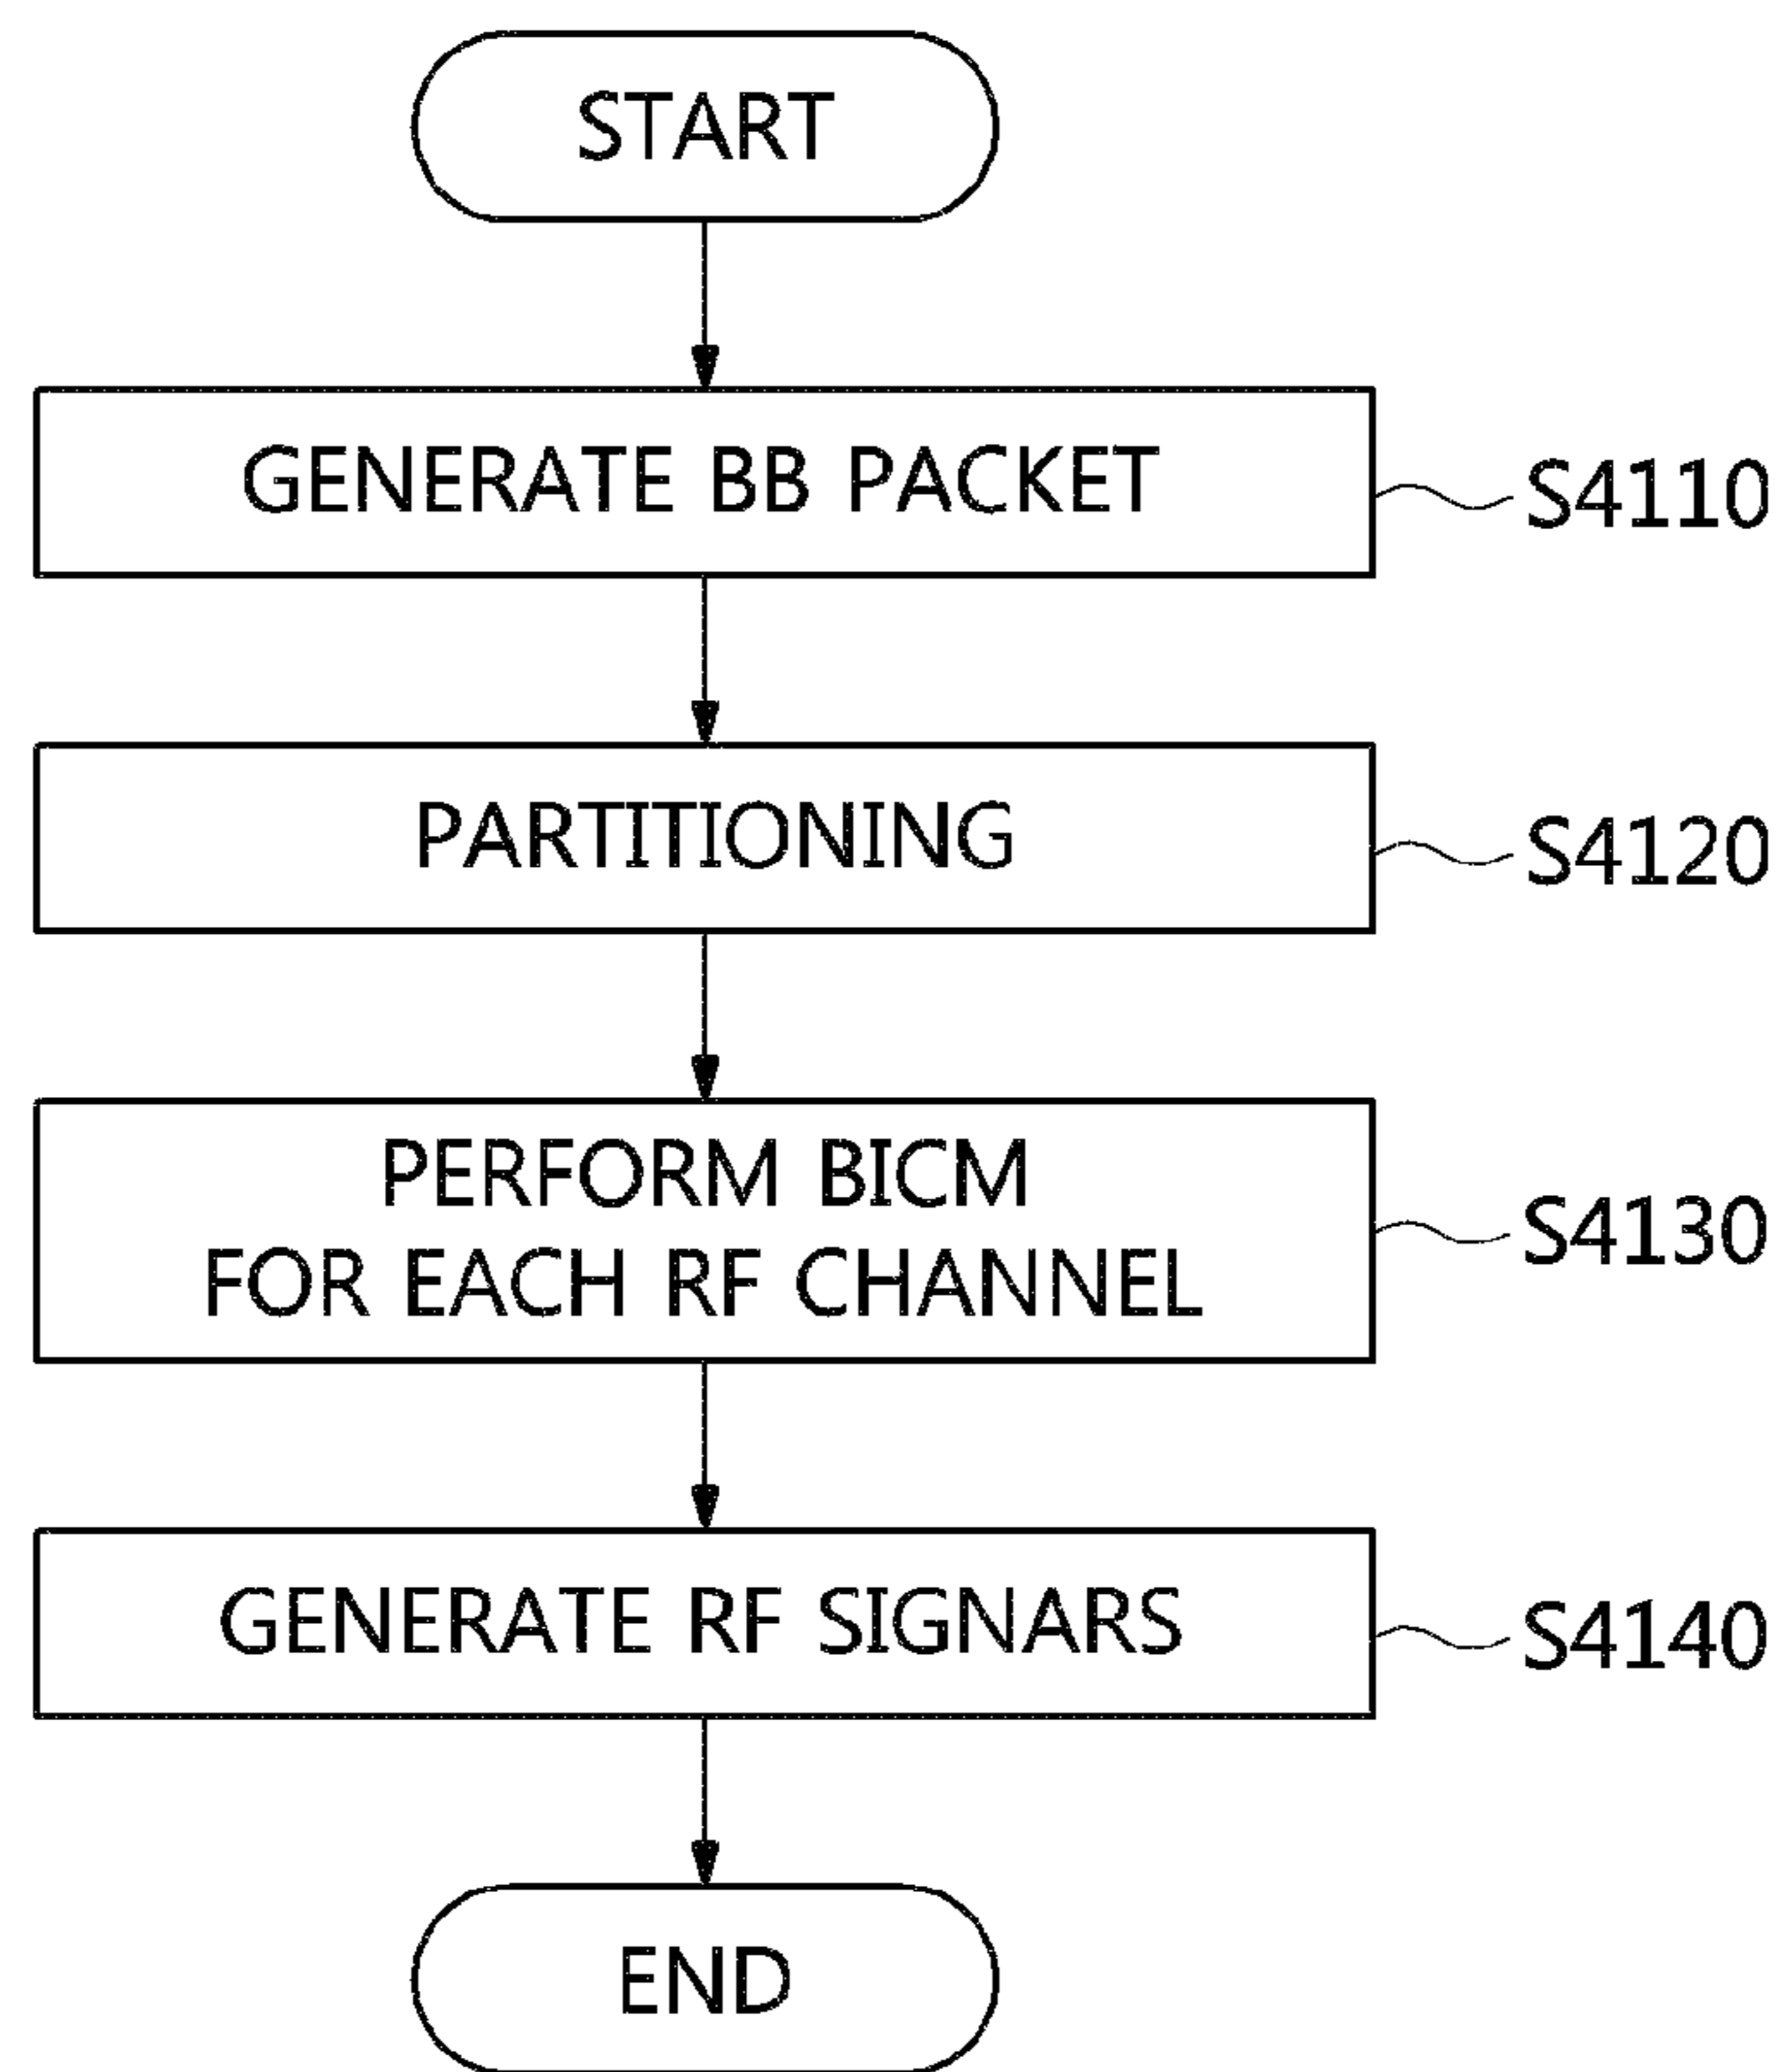 START
GENERATE BB PACKET
S4110
PARTITIONING
S4120
PERFORM BICM
FOR EACH RF CHANNEL
S4130
GENERATE RF SIGNARS
S4140
END